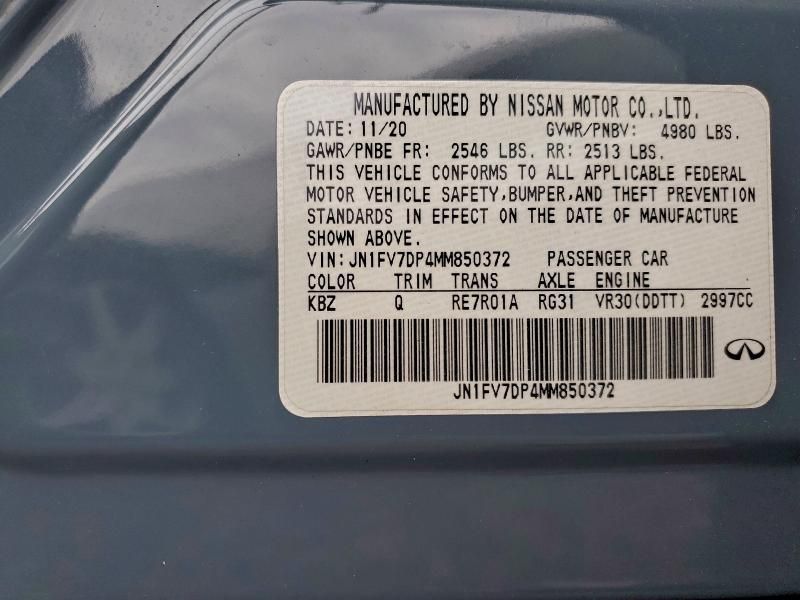 MANUFACTURED BY NISSAN MOTOR CO.,LTD.
DATE: 11/20 GVWR/PNBV: 4980 LBS.
GAWR/PNBE FR: 2546 LBS. RR: 2513 LBS.
THIS VEHICLE CONFORMS TO ALL APPLICABLE FEDERAL
MOTOR VEHICLE SAFETY,BUMPER,AND THEFT PREVENTION
STANDARDS IN EFFECT ON THE DATE OF MANUFACTURE
SHOWN ABOVE.
VIN: JN1FV7DP4MM850372 PASSENGER CAR
COLOR TRIM TRANS AXLE ENGINE
KBZ Q RE7R01A RG31 VR30(DDTT) 2997CC
JN1FV7DP4MM850372